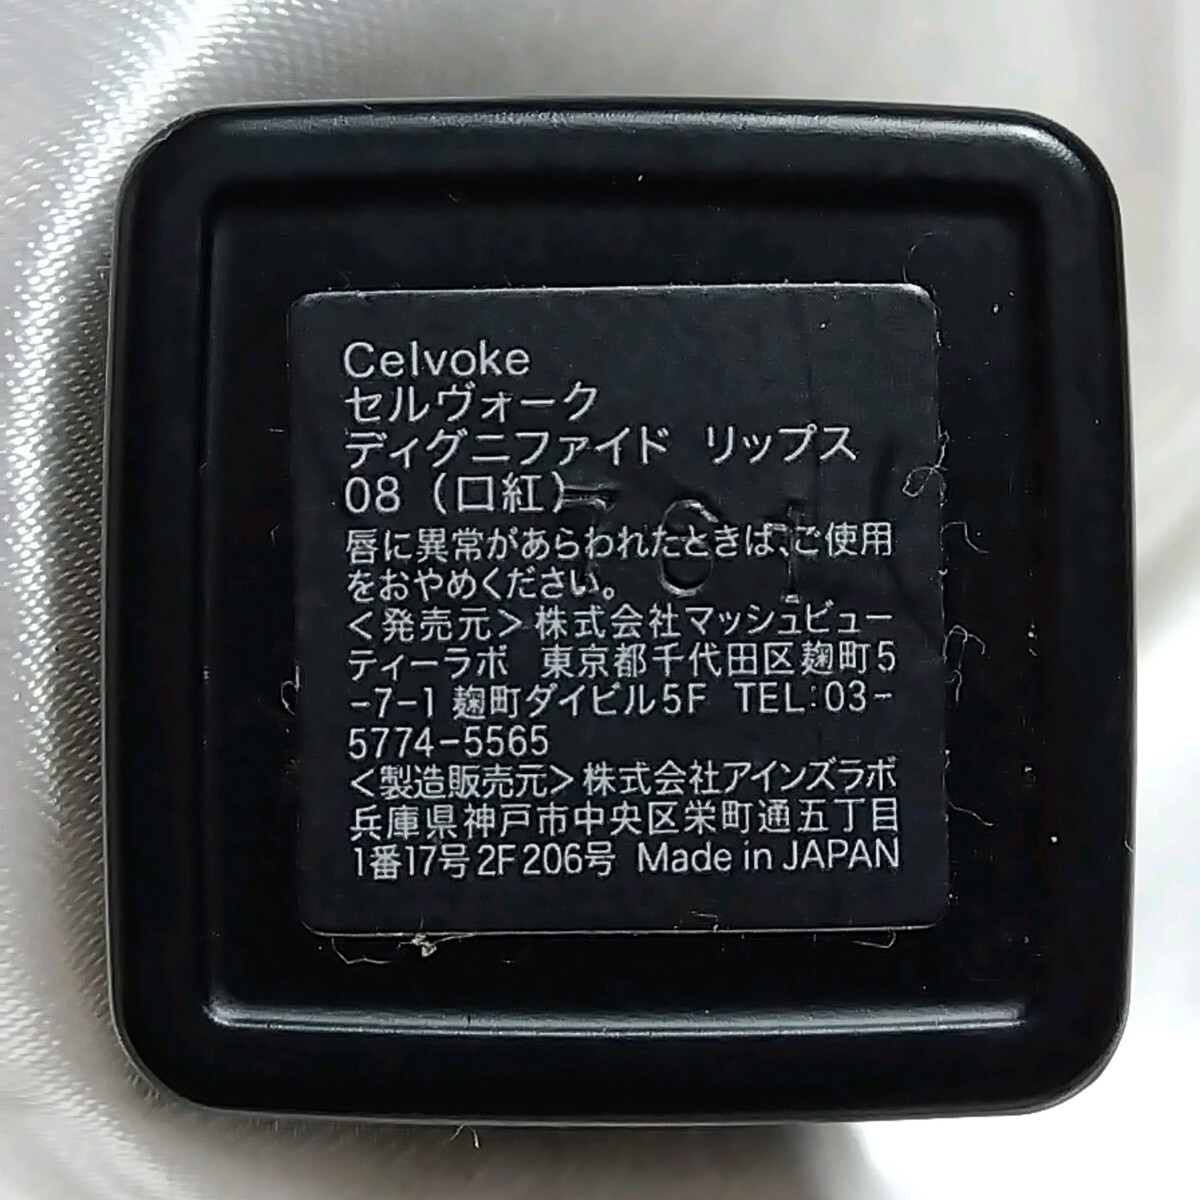 Celvoke
セルヴォーク
ディグニファイド リップス
08（口紅）
唇に異常があらわれたときは、ご使用
をおやめください。
＜発売元＞株式会社マッシュビュー
ティーラボ 東京都千代田区麹町5
-7-1 麹町ダイビル5F TEL:03-
5774-5565
＜製造販売元＞株式会社アインズラボ
兵庫県神戸市中央区栄町通五丁目
1番17号2F206号 Made in JAPAN